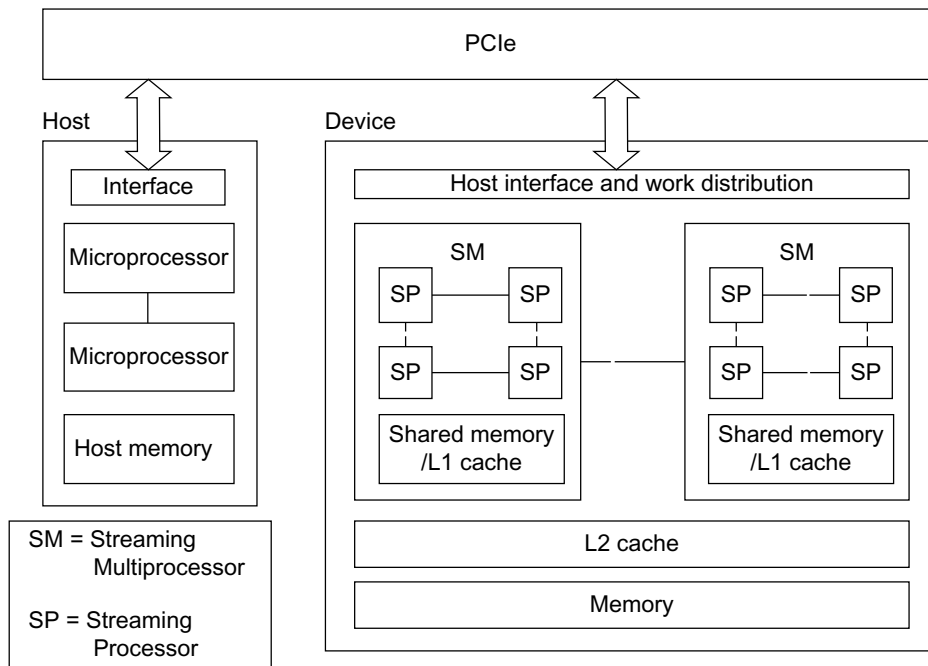 PCIe
Host
Device
Interface
Microprocessor
Microprocessor
Host memory
Host interface and work distribution
SM
SP
SP
SP
SP
Shared memory
/L1 cache
SM
SP
SP
SP
SP
Shared memory
/L1 cache
L2 cache
Memory
SM = Streaming
Multiprocessor
SP = Streaming
Processor